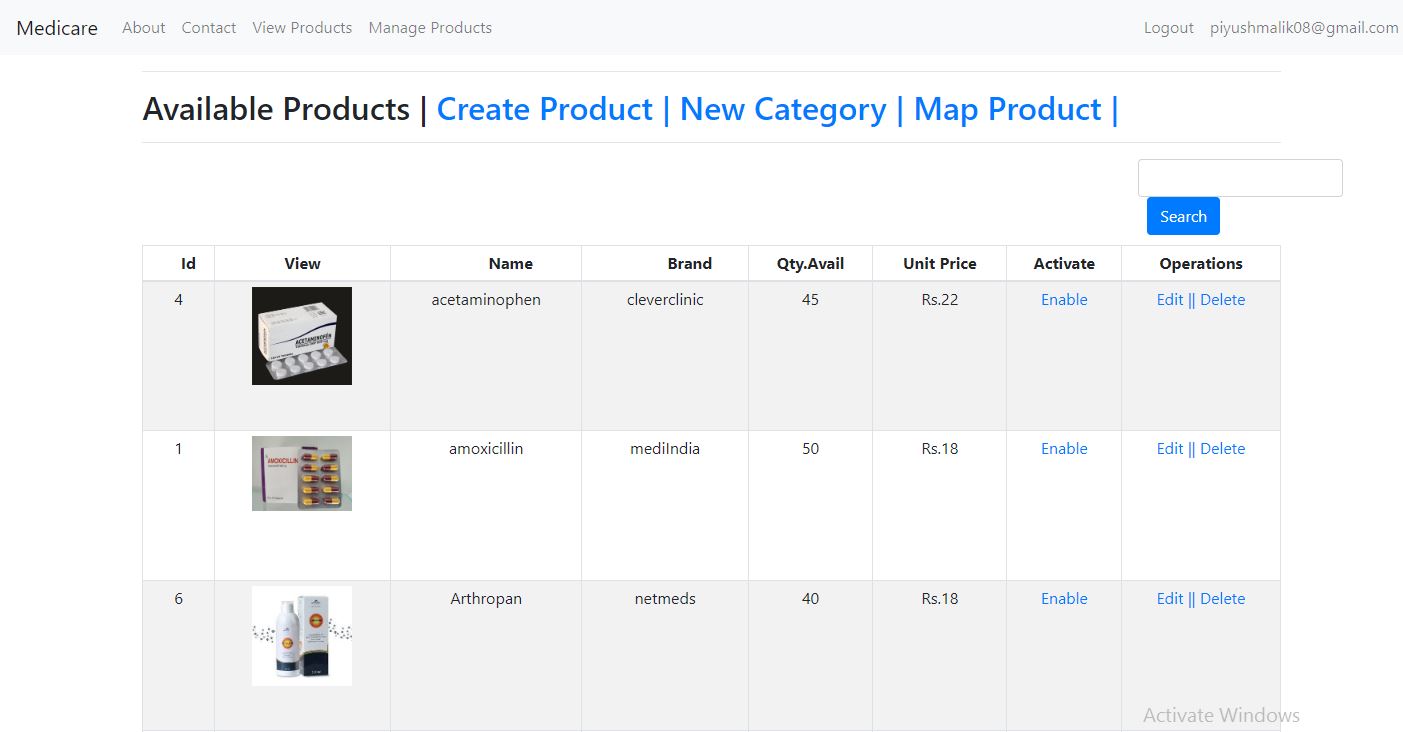 Medicare About Contact View Products Manage Products Logout piyushmalik08@gmail.com
Available Products | Create Product | New Category | Map Product |
Search
Id View Name Brand Qty.Avail Unit Price Activate Operations
4 acetaminophen cleverclinic 45 Rs.22 Enable Edit || Delete
ACETAMINOFÉN
1 amoxicillin mediIndia 50 Rs.18 Enable Edit || Delete
AMOXICILLIN
6 Arthropan netmeds 40 Rs.18 Enable Edit || Delete
Activate Windows